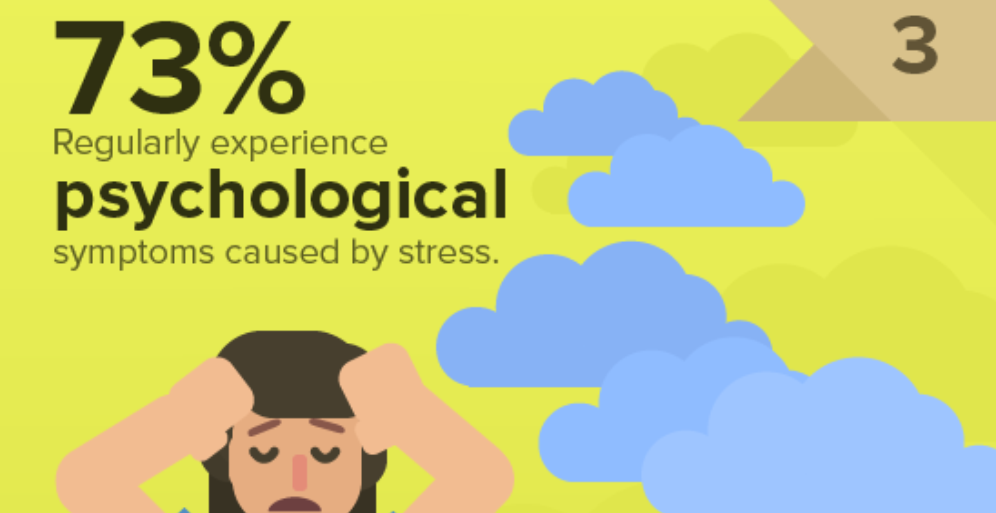 73%
Regularly experience
psychological
symptoms caused by stress.
3